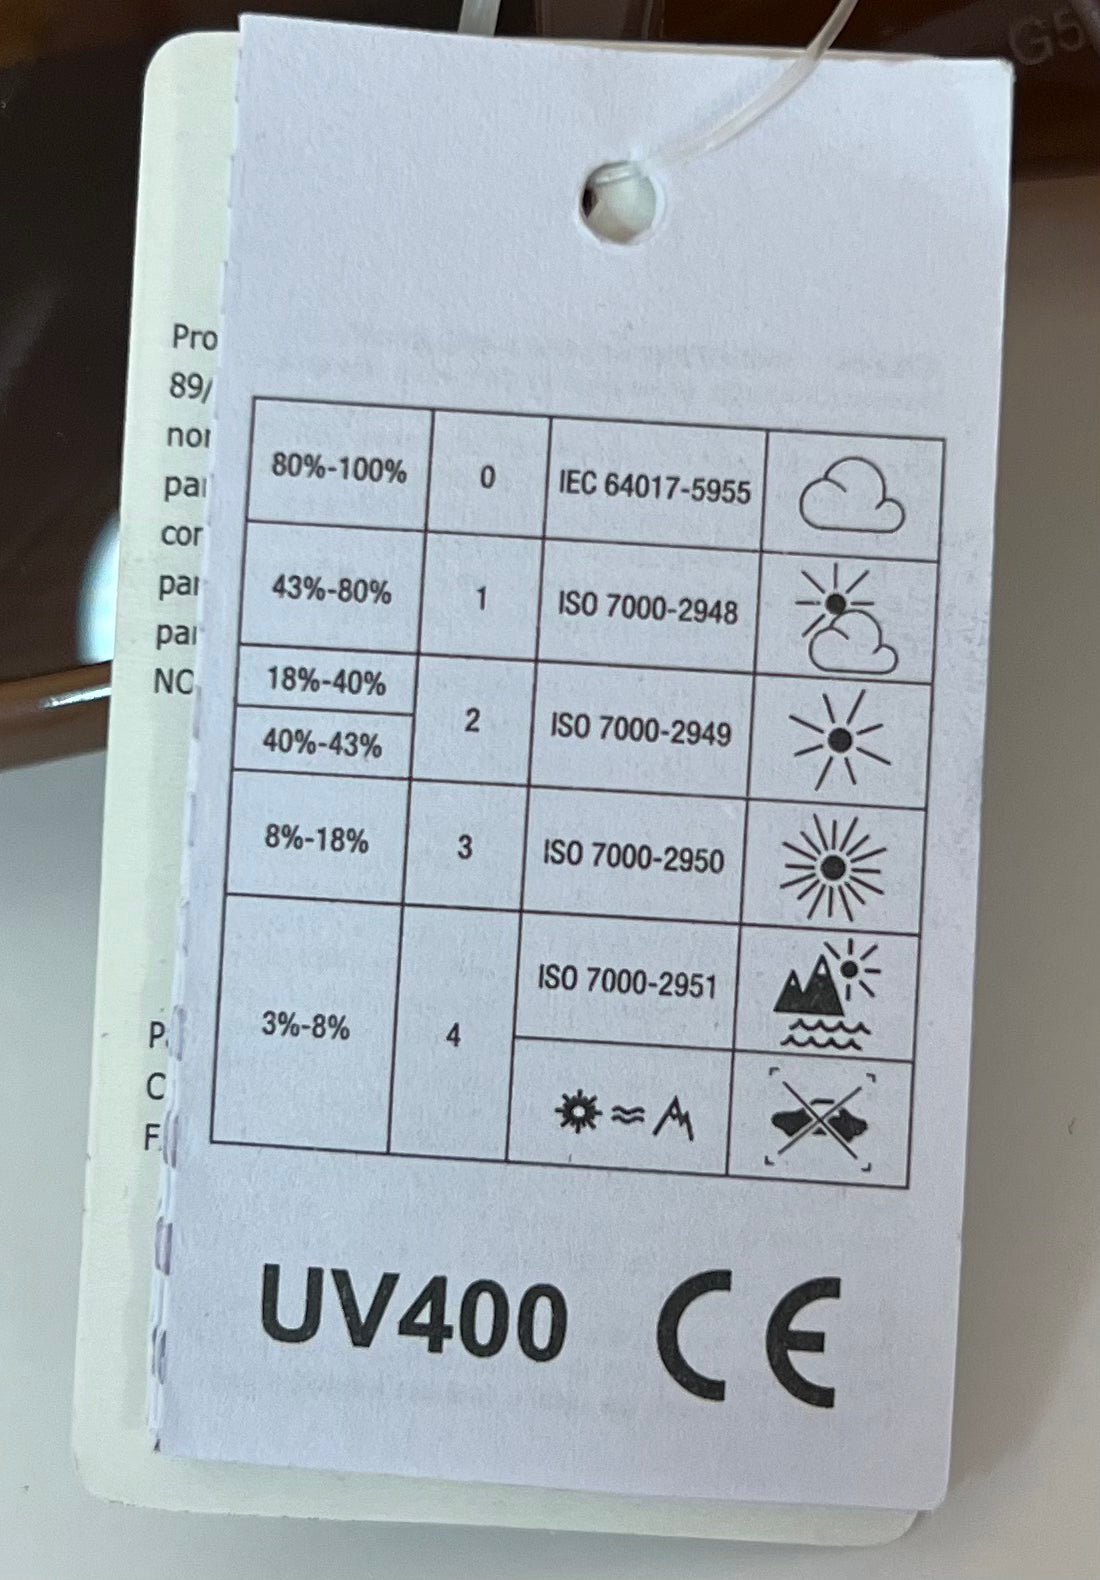 G5
Pro
89/
nor
par
cor
par
par
NO
P.
C
F.
80%-100% 0 IEC 64017-5955
43%-80% 1 ISO 7000-2948
18%-40%
40%-43%
2 ISO 7000-2949
8%-18% 3 ISO 7000-2950
3%-8% 4 ISO 7000-2951
UV400 CE